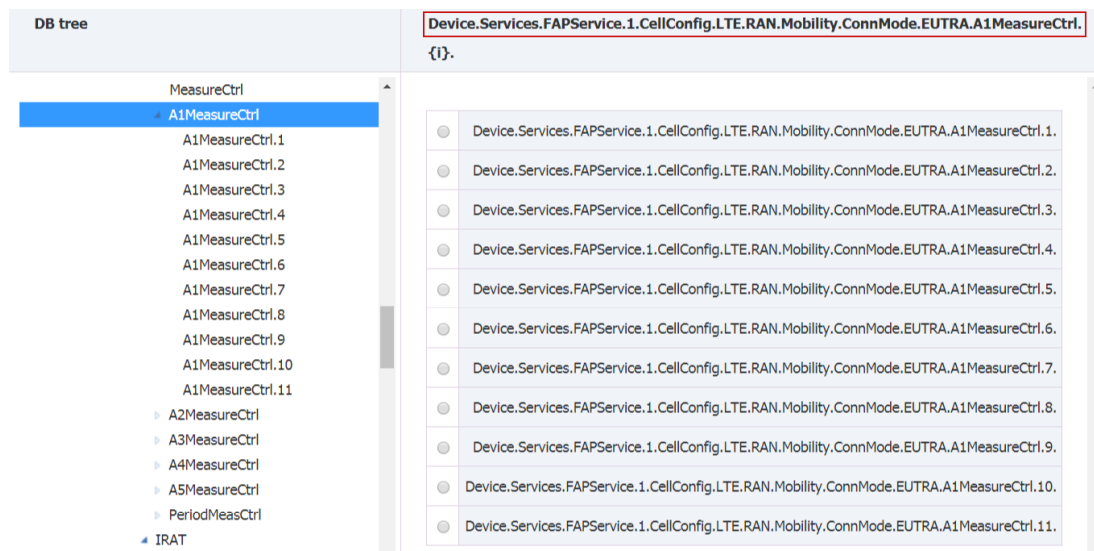 DB tree
Device.Services.FAPService.1.CellConfig.LTE.RAN.Mobility.ConnMode.EUTRA.A1MeasureCtrl.
{i}.
MeasureCtrl
A1MeasureCtrl
A1MeasureCtrl.1
A1MeasureCtrl.2
A1MeasureCtrl.3
A1MeasureCtrl.4
A1MeasureCtrl.5
A1MeasureCtrl.6
A1MeasureCtrl.7
A1MeasureCtrl.8
A1MeasureCtrl.9
A1MeasureCtrl.10
A1MeasureCtrl.11
A2MeasureCtrl
A3MeasureCtrl
A4MeasureCtrl
A5MeasureCtrl
PeriodMeasCtrl
IRAT
Device.Services.FAPService.1.CellConfig.LTE.RAN.Mobility.ConnMode.EUTRA.A1MeasureCtrl.1.
Device.Services.FAPService.1.CellConfig.LTE.RAN.Mobility.ConnMode.EUTRA.A1MeasureCtrl.2.
Device.Services.FAPService.1.CellConfig.LTE.RAN.Mobility.ConnMode.EUTRA.A1MeasureCtrl.3.
Device.Services.FAPService.1.CellConfig.LTE.RAN.Mobility.ConnMode.EUTRA.A1MeasureCtrl.4.
Device.Services.FAPService.1.CellConfig.LTE.RAN.Mobility.ConnMode.EUTRA.A1MeasureCtrl.5.
Device.Services.FAPService.1.CellConfig.LTE.RAN.Mobility.ConnMode.EUTRA.A1MeasureCtrl.6.
Device.Services.FAPService.1.CellConfig.LTE.RAN.Mobility.ConnMode.EUTRA.A1MeasureCtrl.7.
Device.Services.FAPService.1.CellConfig.LTE.RAN.Mobility.ConnMode.EUTRA.A1MeasureCtrl.8.
Device.Services.FAPService.1.CellConfig.LTE.RAN.Mobility.ConnMode.EUTRA.A1MeasureCtrl.9.
Device.Services.FAPService.1.CellConfig.LTE.RAN.Mobility.ConnMode.EUTRA.A1MeasureCtrl.10.
Device.Services.FAPService.1.CellConfig.LTE.RAN.Mobility.ConnMode.EUTRA.A1MeasureCtrl.11.